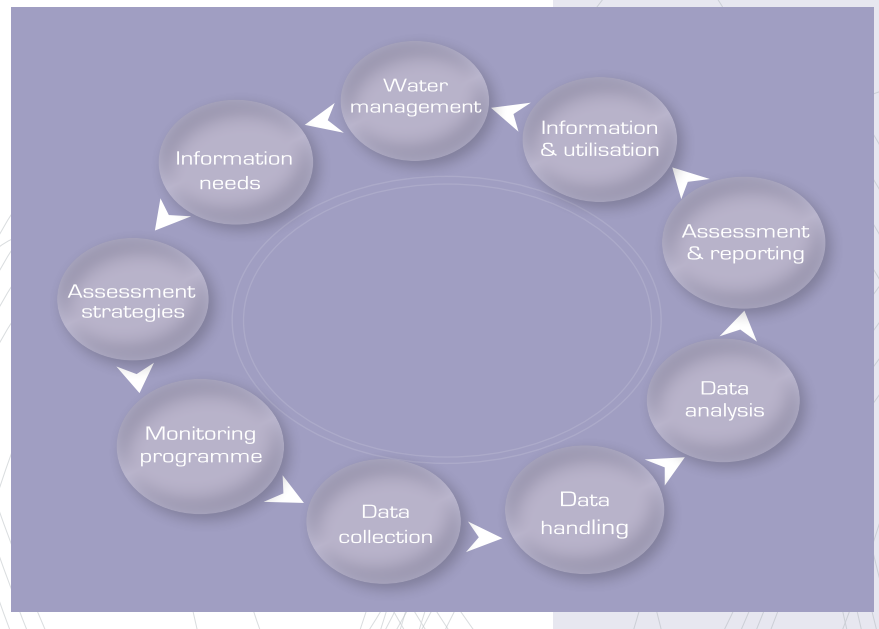 Water
management
Information
needs
Assessment
strategies
Monitoring
programme
Data
collection
Data
handling
Data
analysis
Assessment
& reporting
Information
& utilisation